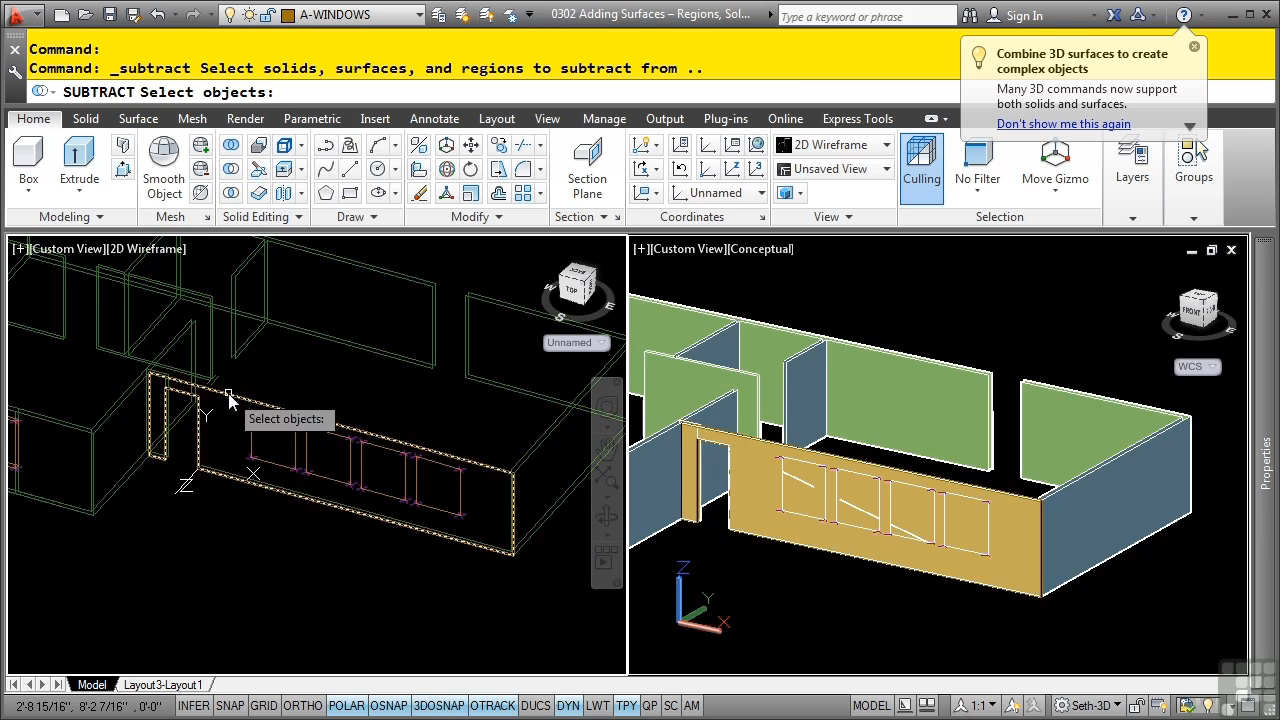 A-WINDOWS
0302 Adding Surfaces – Regions, Sol...
Type a keyword or phrase
Sign In
Command:
Command: _subtract Select solids, surfaces, and regions to subtract from ..
SUBTRACT Select objects:
Combine 3D surfaces to create
complex objects
Many 3D commands now support
both solids and surfaces.
Don't show me this again
Home Solid Surface Mesh Render Parametric Insert Annotate Layout View Manage Output Plug-ins Online Express Tools
Box
Extrude
Smooth
Object
Section
Plane
2D Wireframe
Unsaved View
Unnamed
Culling
No Filter
Move Gizmo
Layers
Groups
Modeling Mesh Solid Editing Draw Modify Section Coordinates View Selection
[+][Custom View][2D Wireframe]
[+][Custom View][Conceptual]
TOP
W
E
S
Unnamed
FRONT
W
E
S
WCS
Select objects:
Y
X
Z
Z
Y
X
Properties
Model Layout3-Layout1
2'-8 15/16", 8'-2 7/16" , 0'-0"
INFER SNAP GRID ORTHO POLAR OSNAP 3DOSNAP OTRACK DUCS DYN LWT TPY QP SC AM
MODEL
1:1
Seth-3D